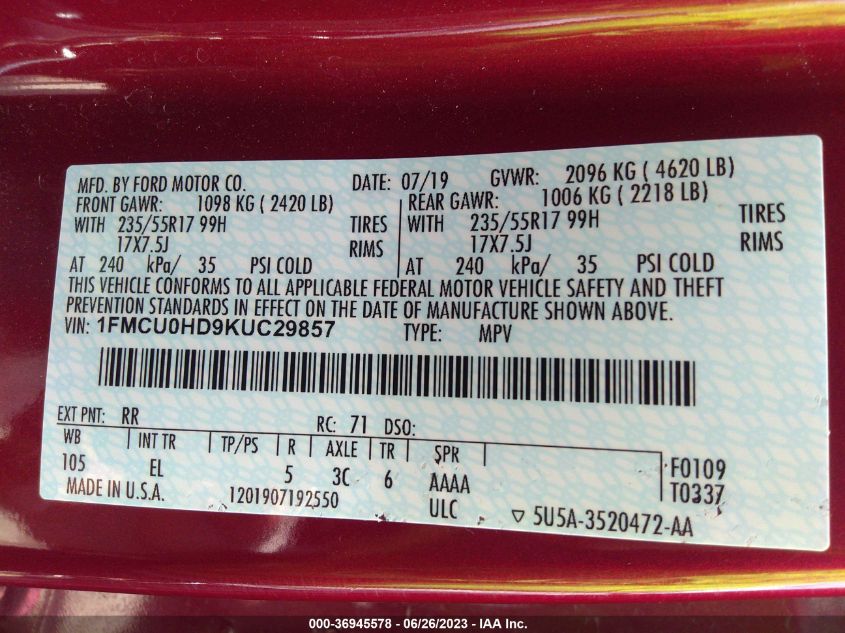 MFD. BY FORD MOTOR CO. DATE: 07/19 GVWR: 2096 KG ( 4620 LB)
FRONT GAWR: 1098 KG ( 2420 LB) REAR GAWR: 1006 KG ( 2218 LB)
WITH 235/55R17 99H TIRES WITH 235/55R17 99H TIRES
17X7.5J RIMS 17X7.5J RIMS
AT 240 kPa/ 35 PSI COLD AT 240 kPa/ 35 PSI COLD
THIS VEHICLE CONFORMS TO ALL APPLICABLE FEDERAL MOTOR VEHICLE SAFETY AND THEFT
PREVENTION STANDARDS IN EFFECT ON THE DATE OF MANUFACTURE SHOWN ABOVE.
VIN: 1FMCU0HD9KUC29857 TYPE: MPV
EXT PNT: RR RC: 71 DSO:
WB INT TR TP/PS R AXLE TR SPR
105 EL 5 3C 6 AAAA F0109
MADE IN U.S.A. 1201907192550 ULC T0337
▽ 5U5A-3520472-AA
000-36945578 - 06/26/2023 - IAA Inc.